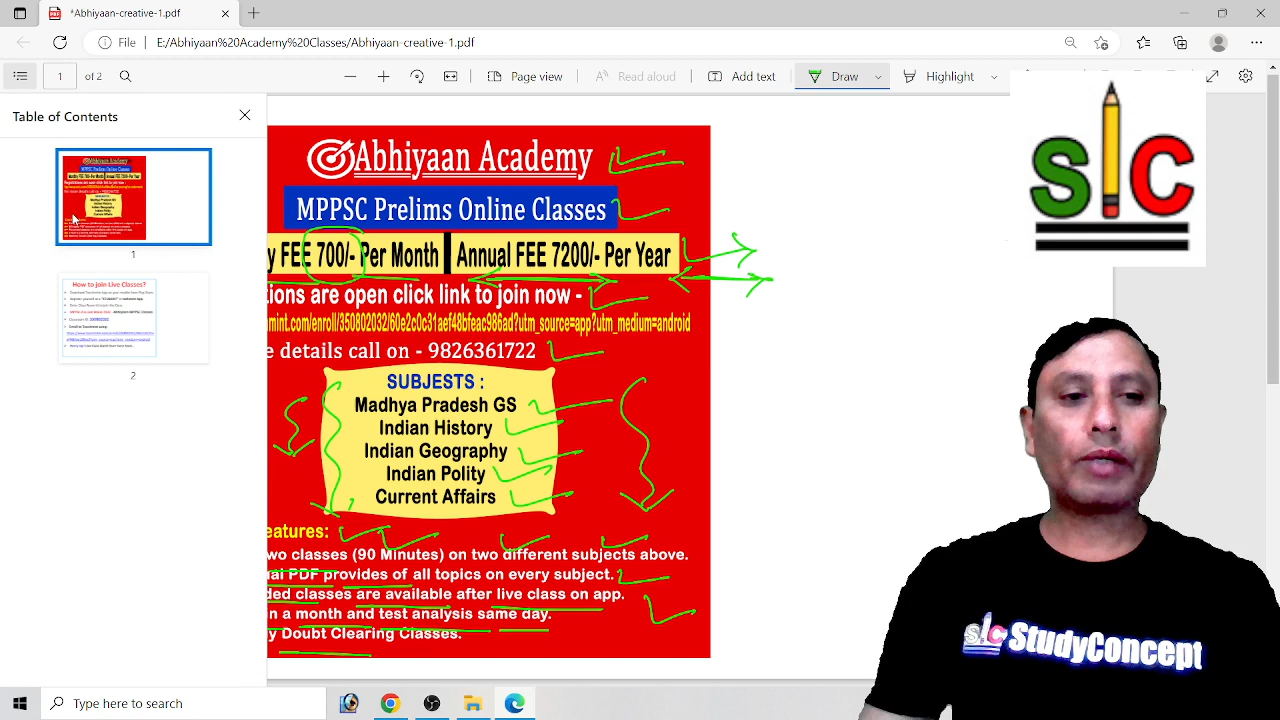 *Abhiyaan-creative-1.pdf
File
E:/Abhiyaan%20Academy/Classes/Abhiyaan-creative-1.pdf
1 of 2
Page view
Read aloud
Add text
Draw
Highlight
Table of Contents
1
How to join Live Classes?
2
Abhiyaan Academy
MPPSC Prelims Online Classes
y FEE 700/- Per Month | Annual FEE 7200/- Per Year
tions are open click link to join now -
e details call on - 9826361722
SUBJESTS :
Madhya Pradesh GS
Indian History
Indian Geography
Indian Polity
Current Affairs
eatures:
wo classes (90 Minutes) on two different subjects above.
al PDF provides of all topics on every subject.
ded classes are available after live class on app.
n a month and test analysis same day.
y Doubt Clearing Classes.
SIC
sic StudyConcept
Type here to search